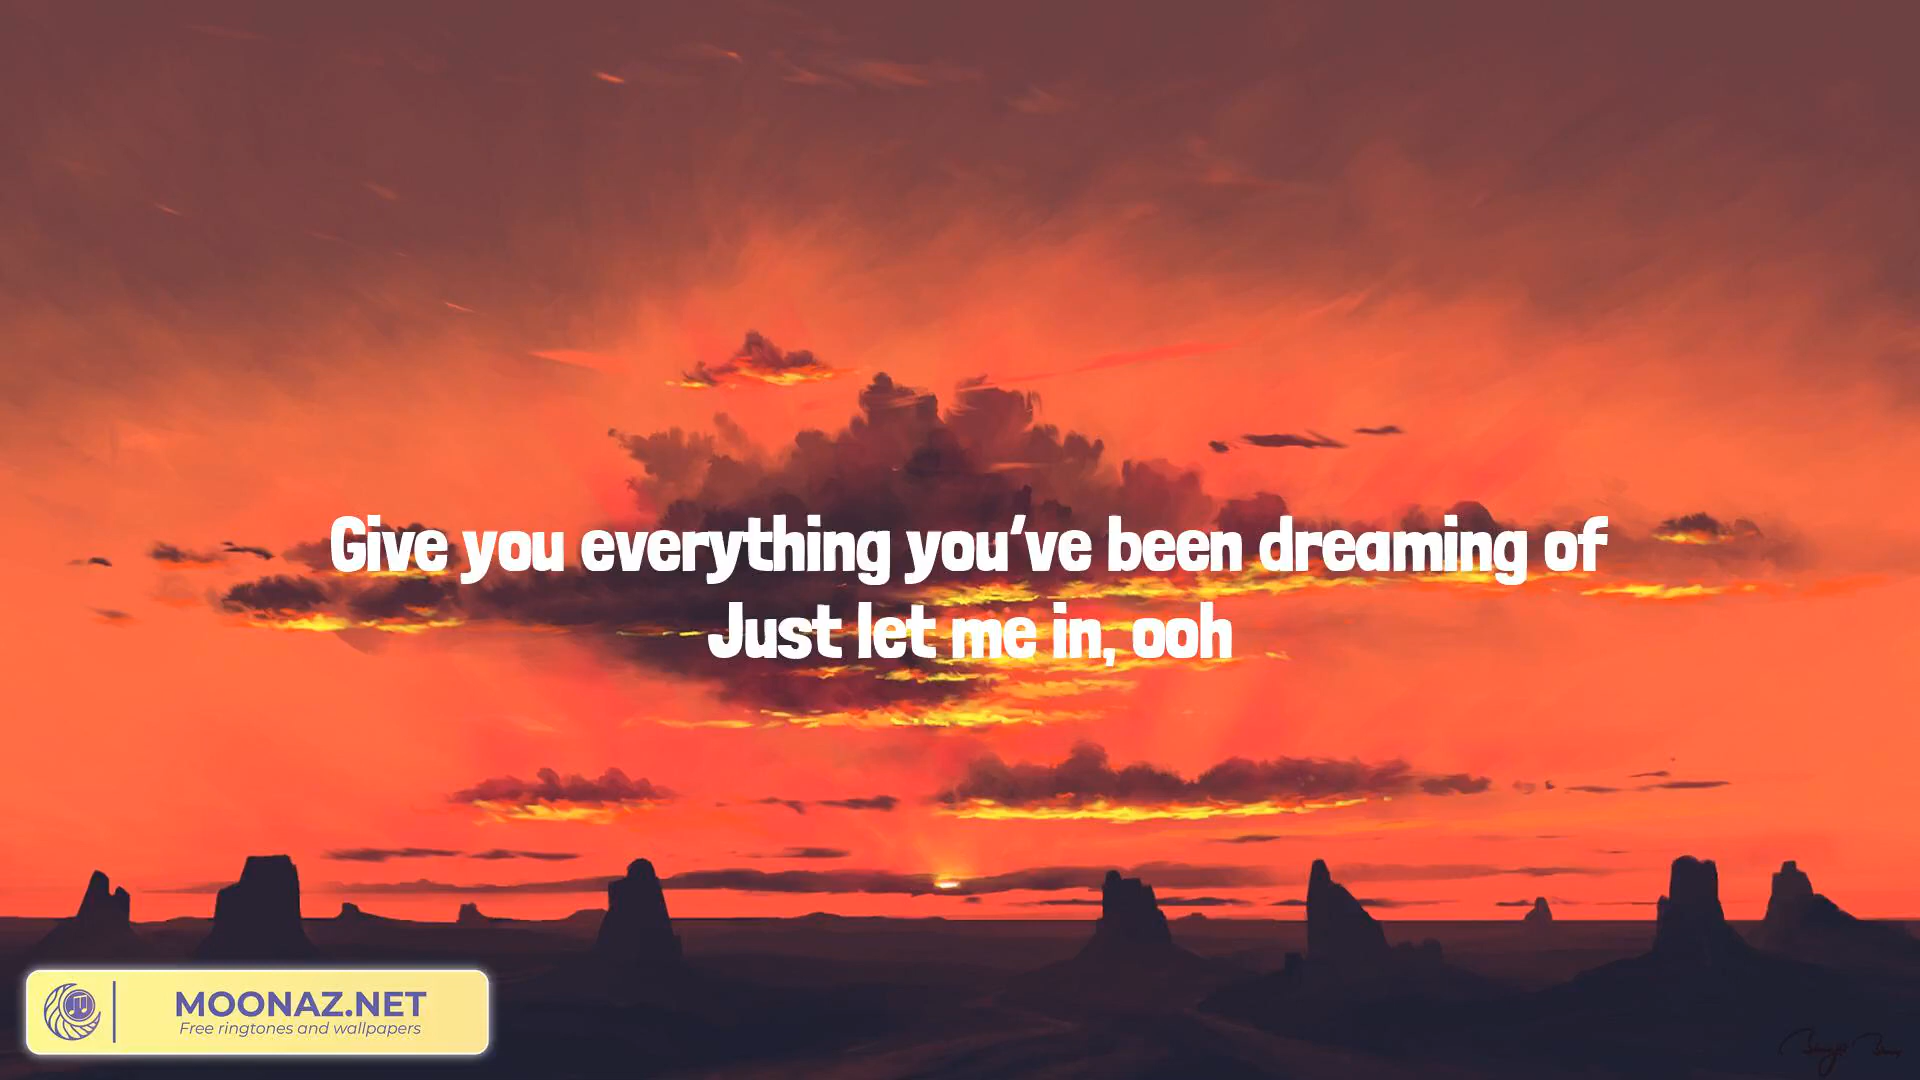 Give you everything you've been dreaming of
Just let me in, ooh
MOONAZ.NET
Free ringtones and wallpapers